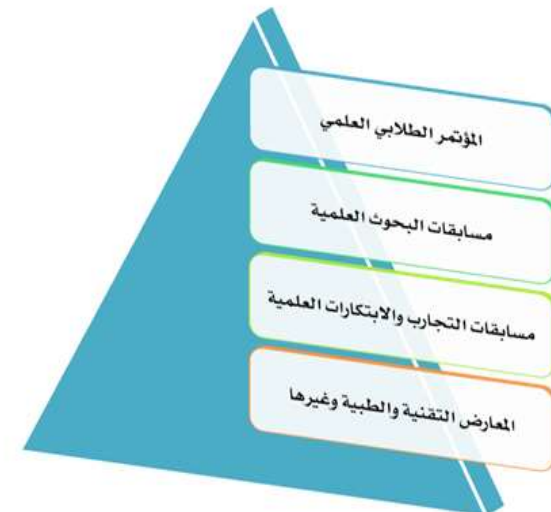 المؤتمر الطلابي العلمي
مسابقات البحوث العلمية
مسابقات التجارب والابتكارات العلمية
المعارض التقنية والطبية وغيرها